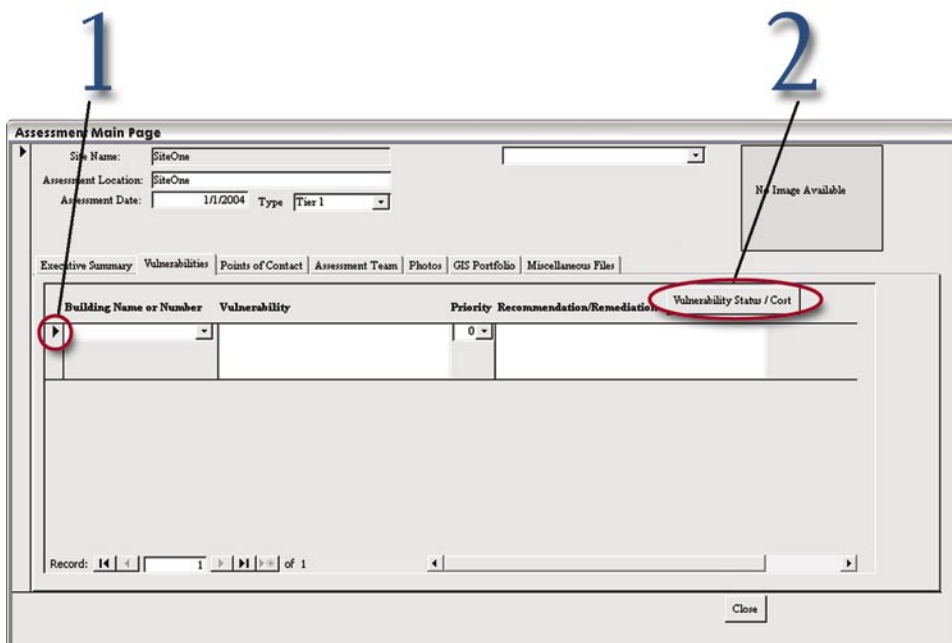 1 2
Assessment Main Page
Site Name: SiteOne
Assessment Location: SiteOne
Assessment Date: 1/1/2004 Type Tier 1
No Image Available
Executive Summary Vulnerabilities Points of Contact Assessment Team Photos GIS Portfolio Miscellaneous Files
Vulnerability Status / Cost
Building Name or Number Vulnerability Priority Recommendation/Remediation
0
Record: 1 of 1
Close